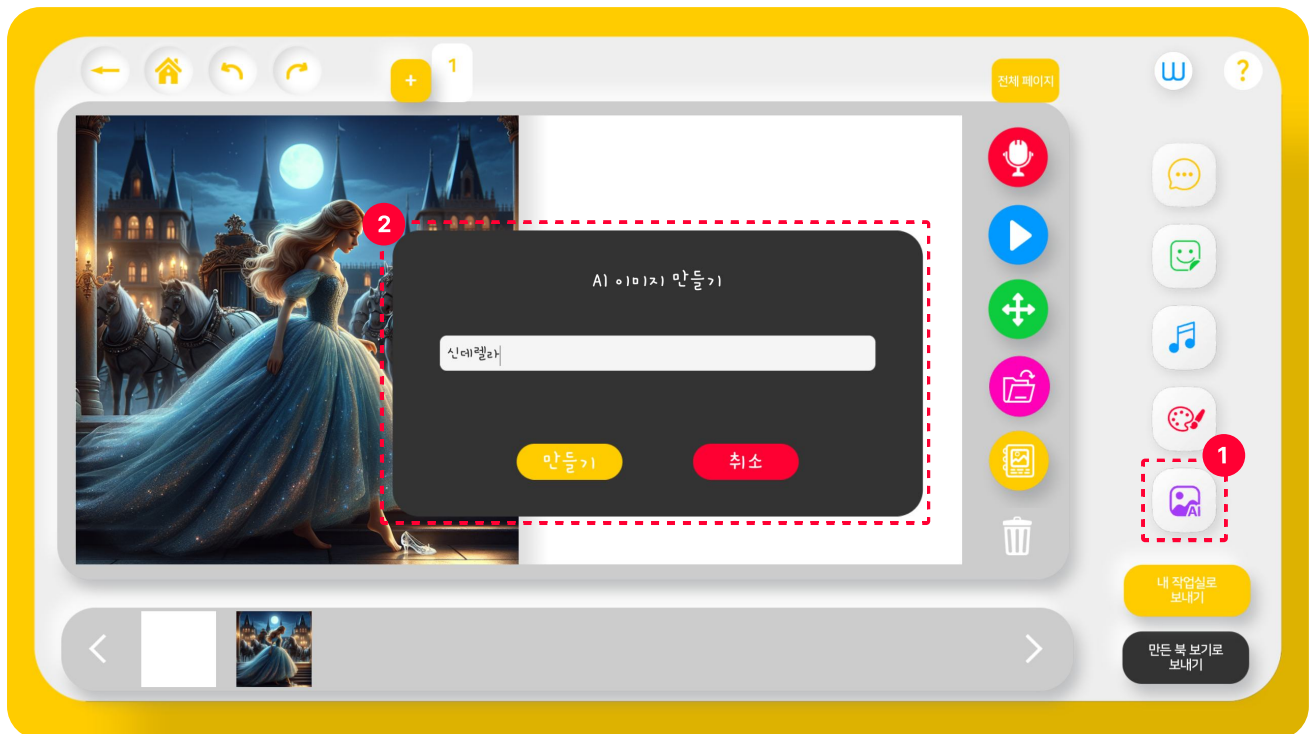 +
1
전체 페이지
W
?
2
AI 이미지 만들기
신데렐라
만들기
취소
1
AI
내 작업실로
보내기
만든 북 보기로
보내기